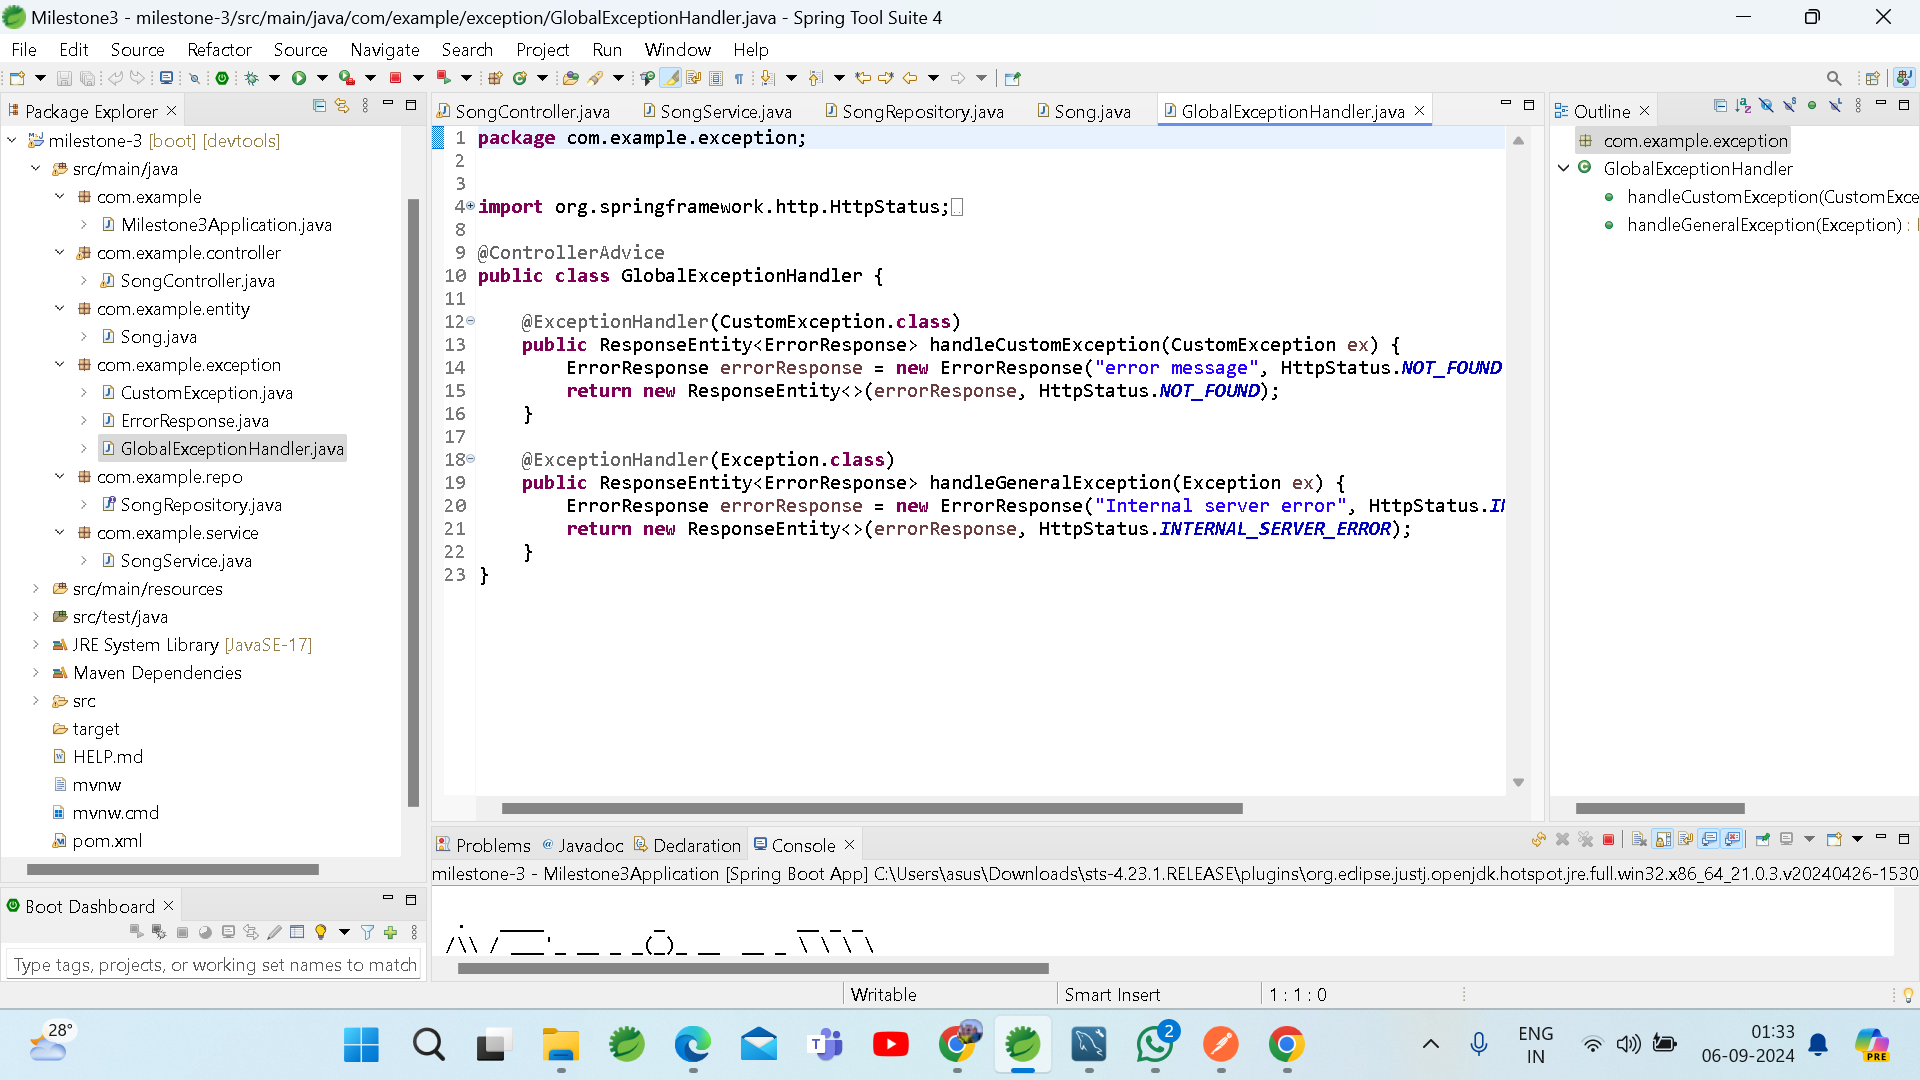 Milestone3 - milestone-3/src/main/java/com/example/exception/GlobalExceptionHandler.java - Spring Tool Suite 4
File Edit Source Refactor Source Navigate Search Project Run Window Help
Package Explorer
milestone-3 [boot] [devtools]
src/main/java
com.example
Milestone3Application.java
com.example.controller
SongController.java
com.example.entity
Song.java
com.example.exception
CustomException.java
ErrorResponse.java
GlobalExceptionHandler.java
com.example.repo
SongRepository.java
com.example.service
SongService.java
src/main/resources
src/test/java
JRE System Library [JavaSE-17]
Maven Dependencies
src
target
HELP.md
mvnw
mvnw.cmd
pom.xml
Boot Dashboard
Type tags, projects, or working set names to match
SongController.java SongService.java SongRepository.java Song.java GlobalExceptionHandler.java
1 package com.example.exception;
2
3
4 import org.springframework.http.HttpStatus;
8
9 @ControllerAdvice
10 public class GlobalExceptionHandler {
11
12 @ExceptionHandler(CustomException.class)
13 public ResponseEntity<ErrorResponse> handleCustomException(CustomException ex) {
14 ErrorResponse errorResponse = new ErrorResponse("error message", HttpStatus.NOT_FOUND
15 return new ResponseEntity<>(errorResponse, HttpStatus.NOT_FOUND);
16 }
17
18 @ExceptionHandler(Exception.class)
19 public ResponseEntity<ErrorResponse> handleGeneralException(Exception ex) {
20 ErrorResponse errorResponse = new ErrorResponse("Internal server error", HttpStatus.
21 return new ResponseEntity<>(errorResponse, HttpStatus.INTERNAL_SERVER_ERROR);
22 }
23 }
Outline
com.example.exception
GlobalExceptionHandler
handleCustomException(CustomExce
handleGeneralException(Exception) :
Problems @ Javadoc Declaration Console
milestone-3 - Milestone3Application [Spring Boot App] C:\Users\asus\Downloads\sts-4.23.1.RELEASE\plugins\org.eclipse.justj.openjdk.hotspot.jre.full.win32.x86_64_21.0.3.v20240426-1530
Writable Smart Insert 1 : 1 : 0
28°
2
ENG
IN
01:33
06-09-2024
PRE